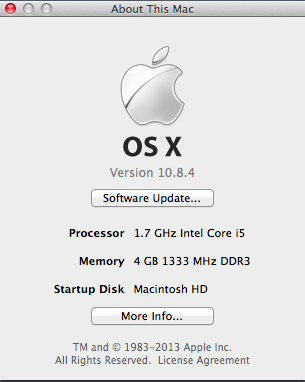 About This Mac
OS X
Version 10.8.4
Software Update...
Processor 1.7 GHz Intel Core i5
Memory 4 GB 1333 MHz DDR3
Startup Disk Macintosh HD
More Info...
TM and © 1983-2013 Apple Inc.
All Rights Reserved. License Agreement